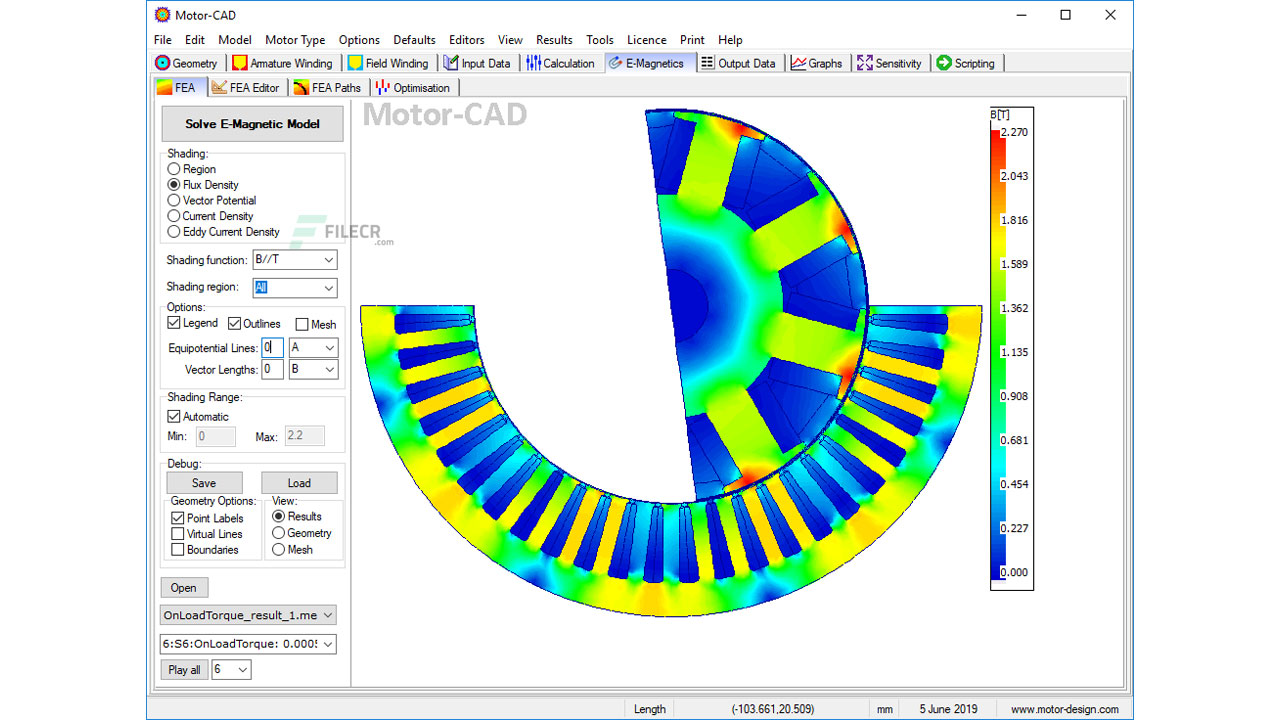 Motor-CAD
File Edit Model Motor Type Options Defaults Editors View Results Tools Licence Print Help
Geometry Armature Winding Field Winding Input Data Calculation E-Magnetics Output Data Graphs Sensitivity Scripting
FEA FEA Editor FEA Paths Optimisation
Solve E-Magnetic Model
Shading:
Region
Flux Density
Vector Potential
Current Density
Eddy Current Density
Shading function: B//T
Shading region: All
Options:
Legend Outlines Mesh
Equipotential Lines: 0 A
Vector Lengths: 0 B
Shading Range:
Automatic
Min: 0 Max: 2.2
Debug:
Save Load
Geometry Options: View:
Point Labels Results
Virtual Lines Geometry
Boundaries Mesh
Open
OnLoadTorque_result_1.me
6:S6:OnLoadTorque: 0.000
Play all 6
Motor-CAD
FILECR
.com
B[T]
2.270
2.043
1.816
1.589
1.362
1.135
0.908
0.681
0.454
0.227
0.000
Length (-103.661,20.509) mm 5 June 2019 www.motor-design.com